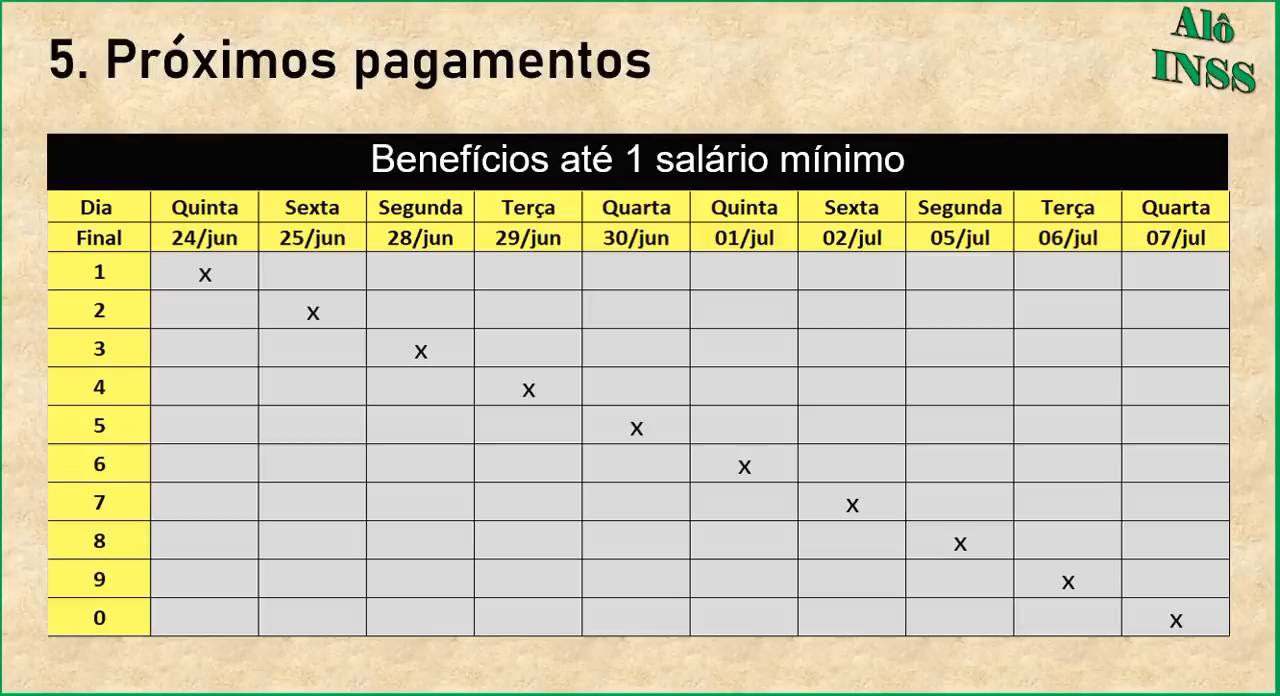 5. Próximos pagamentos
Alô
INSS
Benefícios até 1 salário mínimo
Dia Quinta Sexta Segunda Terça Quarta Quinta Sexta Segunda Terça Quarta
Final 24/jun 25/jun 28/jun 29/jun 30/jun 01/jul 02/jul 05/jul 06/jul 07/jul
1 x
2 x
3 x
4 x
5 x
6 x
7 x
8 x
9 x
0 x